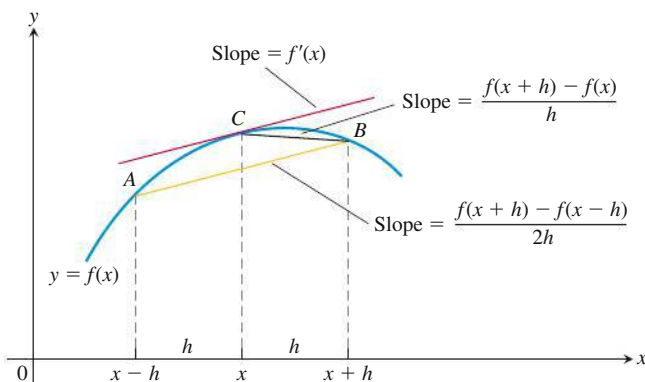 y
Slope = f′(x)
Slope = f(x + h) − f(x) / h
C
B
A
Slope = f(x + h) − f(x − h) / 2h
y = f(x)
h h
0 x − h x x + h x